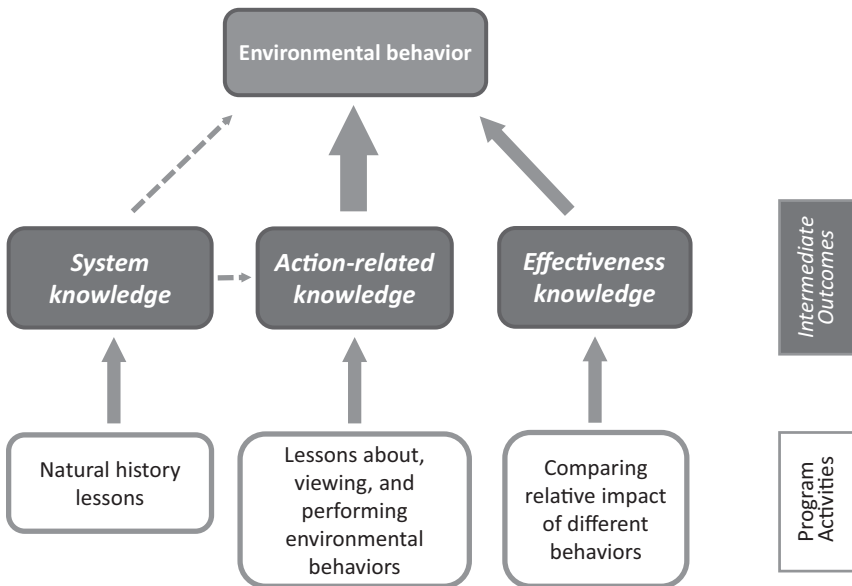 Environmental behavior
System
knowledge
Action-related
knowledge
Effectiveness
knowledge
Intermediate
Outcomes
Natural history
lessons
Lessons about,
viewing, and
performing
environmental
behaviors
Comparing
relative impact
of different
behaviors
Program
Activities